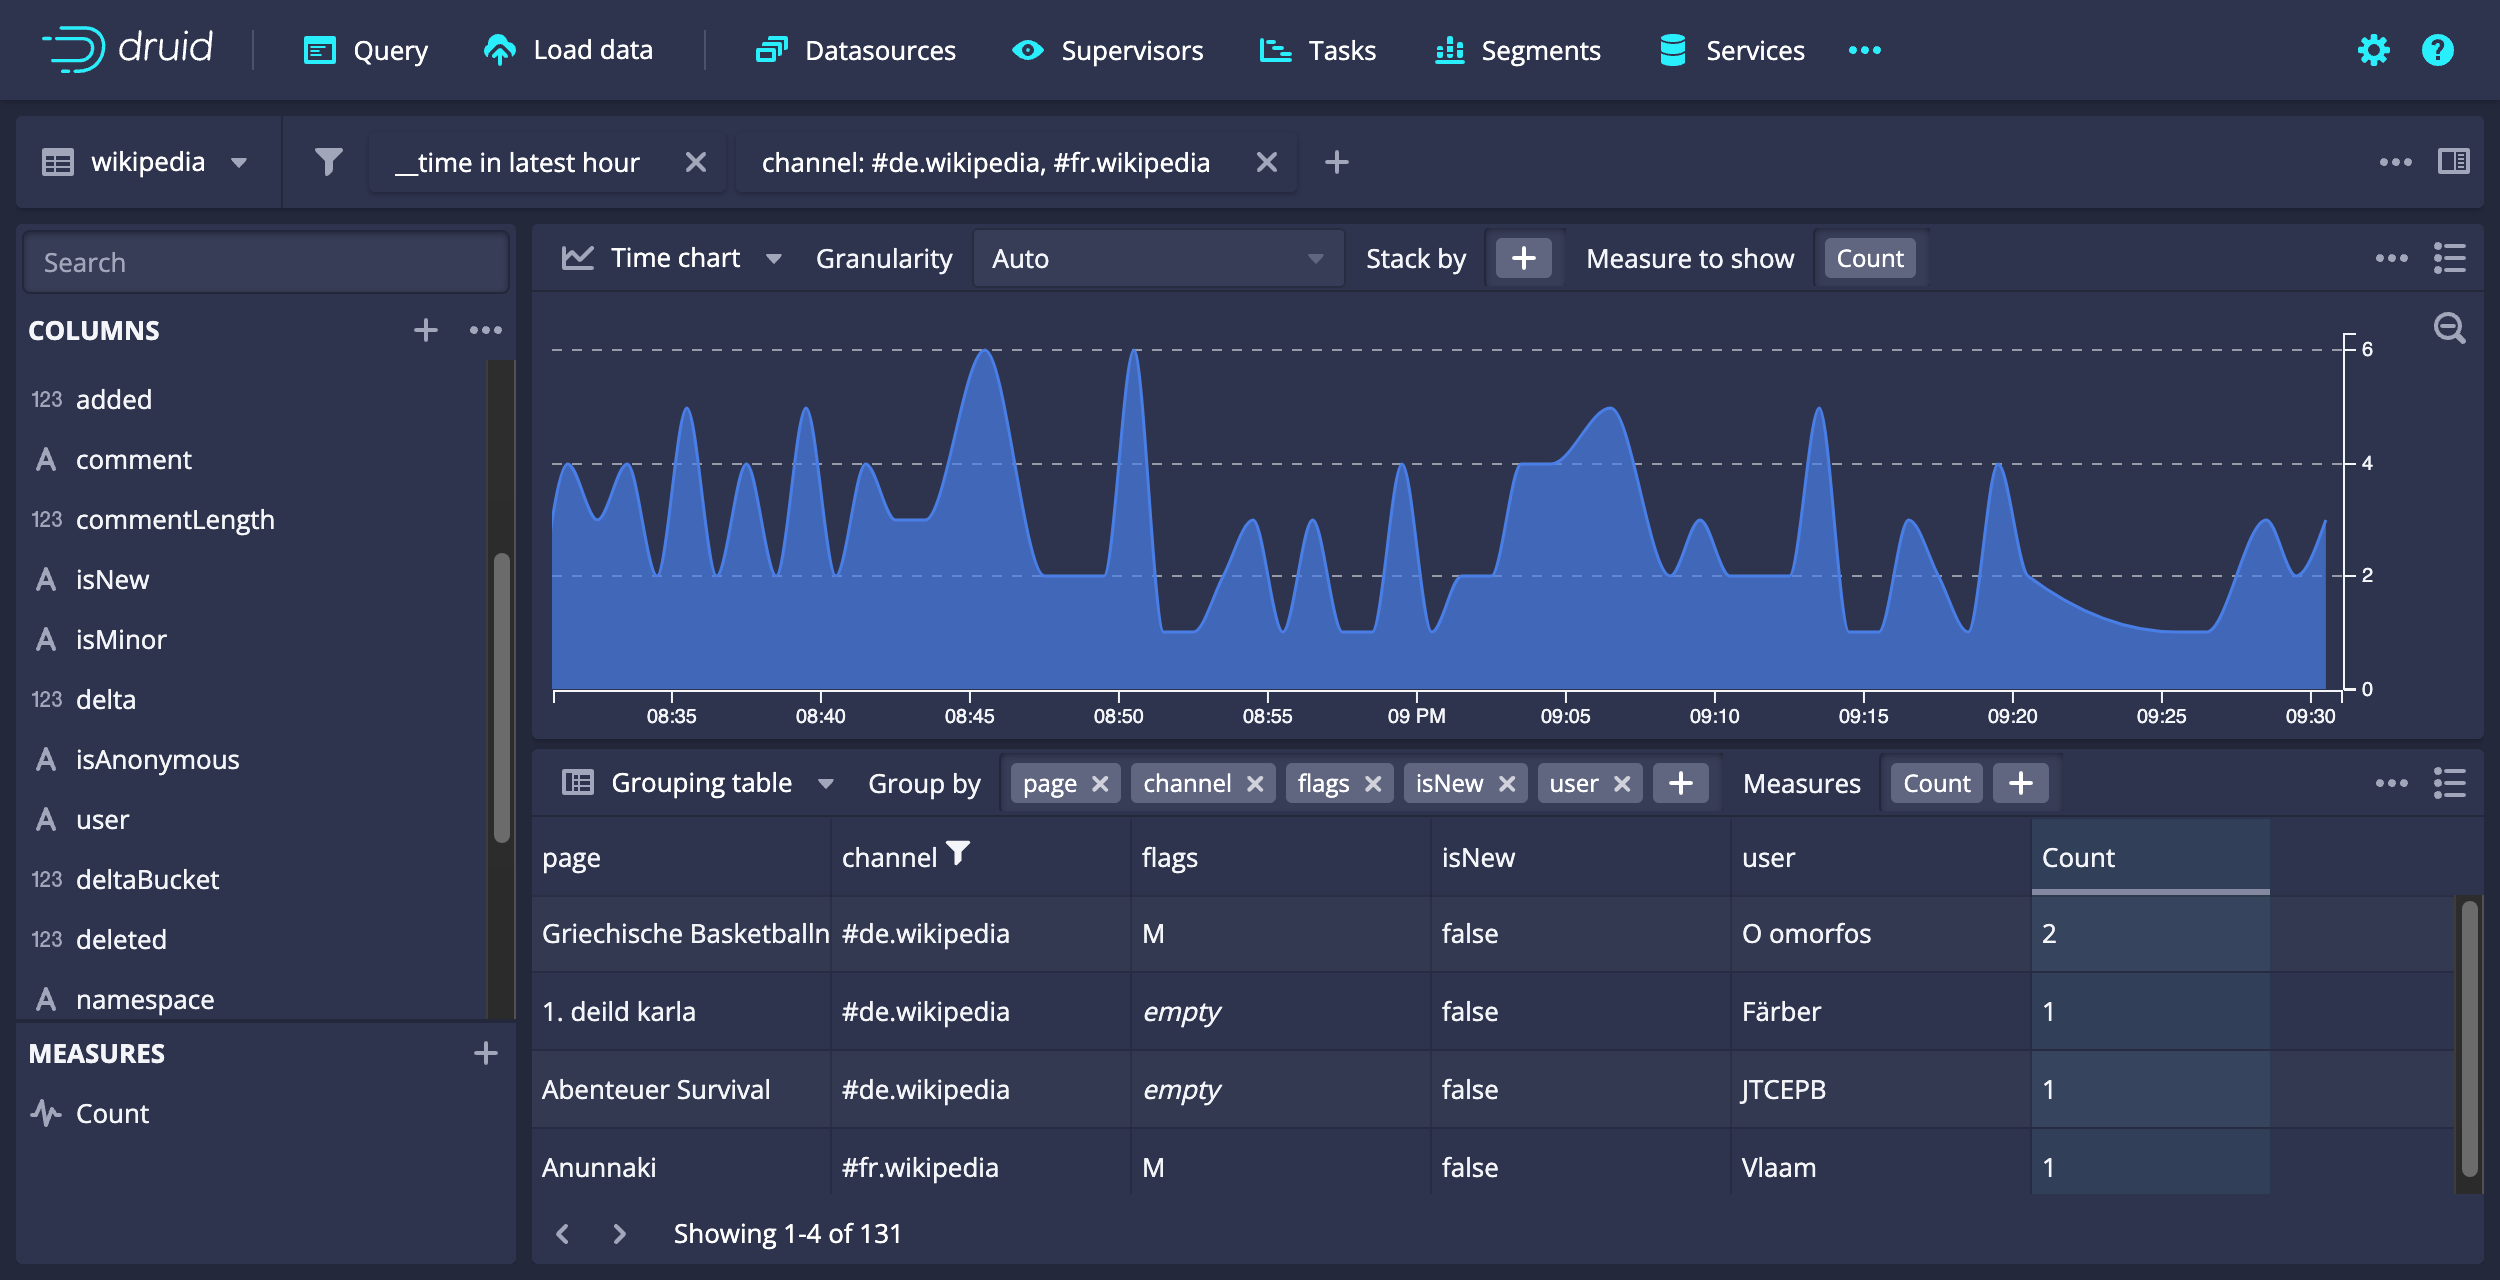 druid Query Load data Datasources Supervisors Tasks Segments Services
wikipedia __time in latest hour channel: #de.wikipedia, #fr.wikipedia
Search
COLUMNS
123 added
A comment
123 commentLength
A isNew
A isMinor
123 delta
A isAnonymous
A user
123 deltaBucket
123 deleted
A namespace
MEASURES
Count
Time chart Granularity Auto Stack by Measure to show Count
6
4
2
0
08:35 08:40 08:45 08:50 08:55 09 PM 09:05 09:10 09:15 09:20 09:25 09:30
Grouping table Group by page channel flags isNew user Measures Count
page channel flags isNew user Count
Griechische Basketballn #de.wikipedia M false O omorfos 2
1. deild karla #de.wikipedia empty false Färber 1
Abenteuer Survival #de.wikipedia empty false JTCEPB 1
Anunnaki #fr.wikipedia M false Vlaam 1
Showing 1-4 of 131